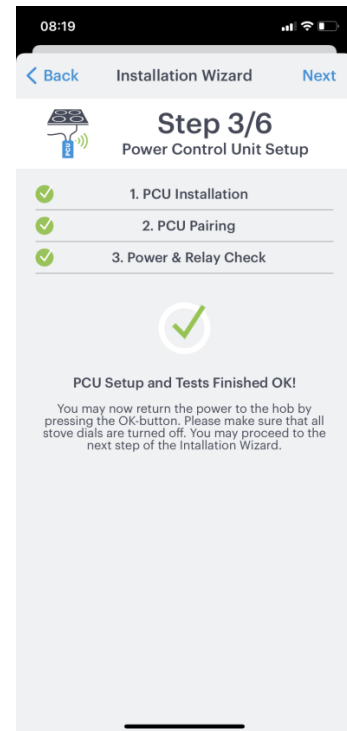 08:19
Back Installation Wizard Next
Step 3/6
Power Control Unit Setup
PCU
1. PCU Installation
2. PCU Pairing
3. Power & Relay Check
PCU Setup and Tests Finished OK!
You may now return the power to the hob by
pressing the OK-button. Please make sure that all
stove dials are turned off. You may proceed to the
next step of the Intallation Wizard.